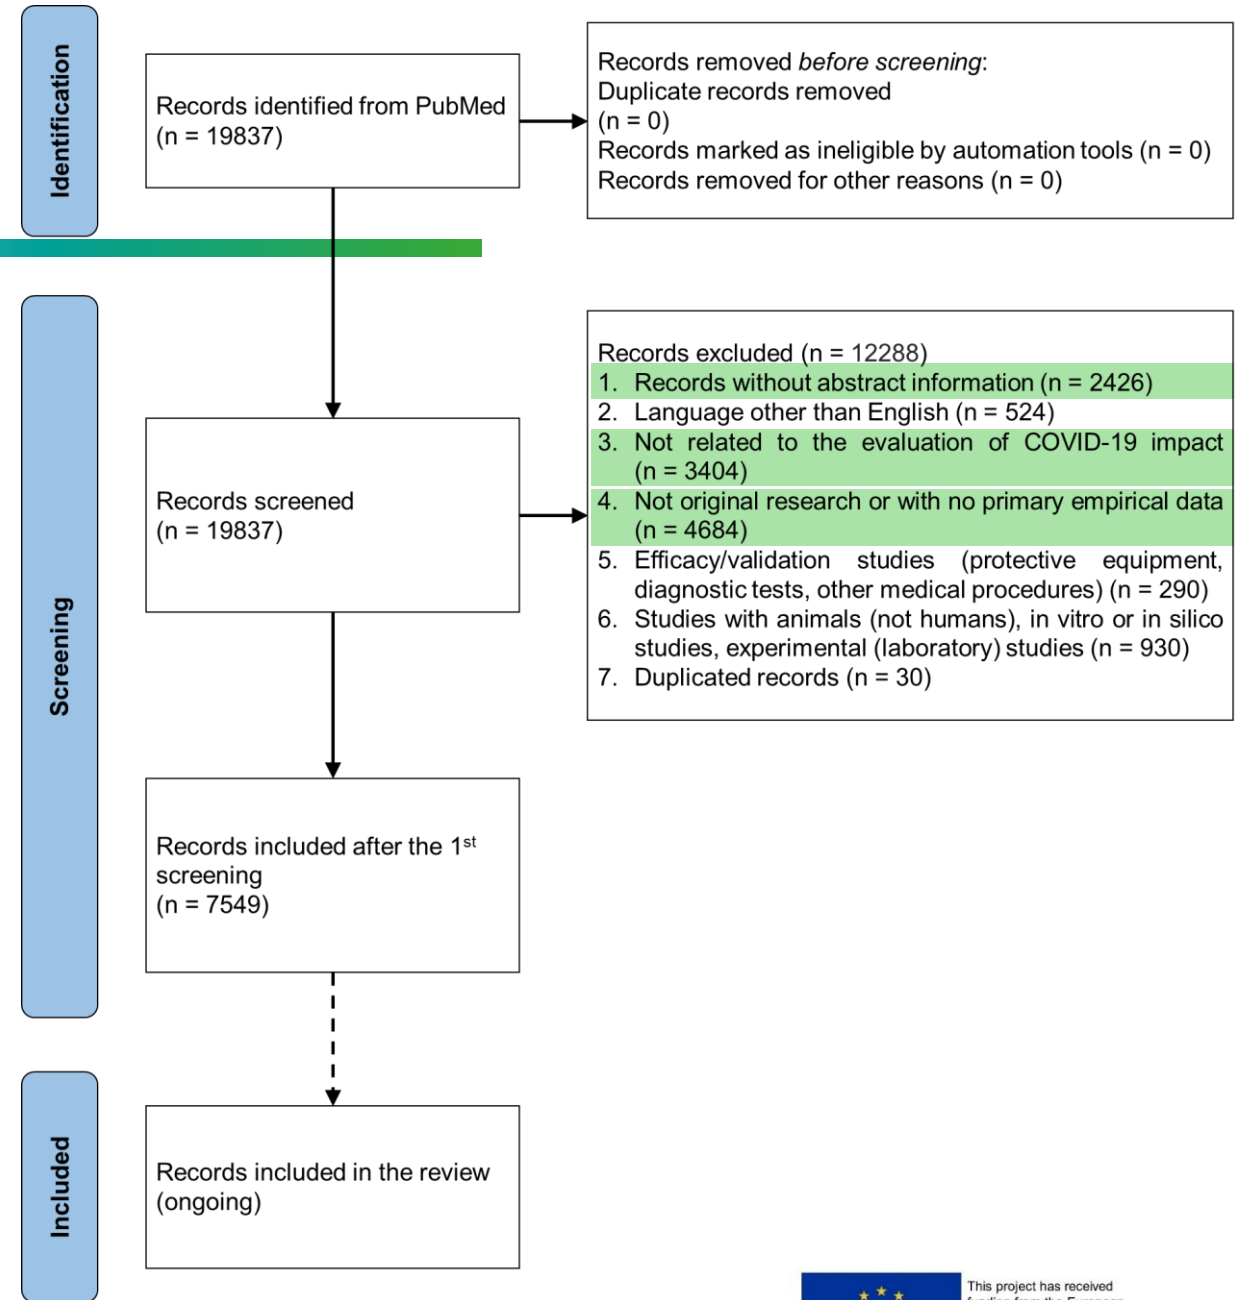 Identification
Records identified from PubMed
(n = 19837)
Records removed before screening:
Duplicate records removed
(n = 0)
Records marked as ineligible by automation tools (n = 0)
Records removed for other reasons (n = 0)
Screening
Records screened
(n = 19837)
Records excluded (n = 12288)
1. Records without abstract information (n = 2426)
2. Language other than English (n = 524)
3. Not related to the evaluation of COVID-19 impact
(n = 3404)
4. Not original research or with no primary empirical data
(n = 4684)
5. Efficacy/validation studies (protective equipment,
diagnostic tests, other medical procedures) (n = 290)
6. Studies with animals (not humans), in vitro or in silico
studies, experimental (laboratory) studies (n = 930)
7. Duplicated records (n = 30)
Records included after the 1st
screening
(n = 7549)
Included
Records included in the review
(ongoing)
This project has received
funding from the European